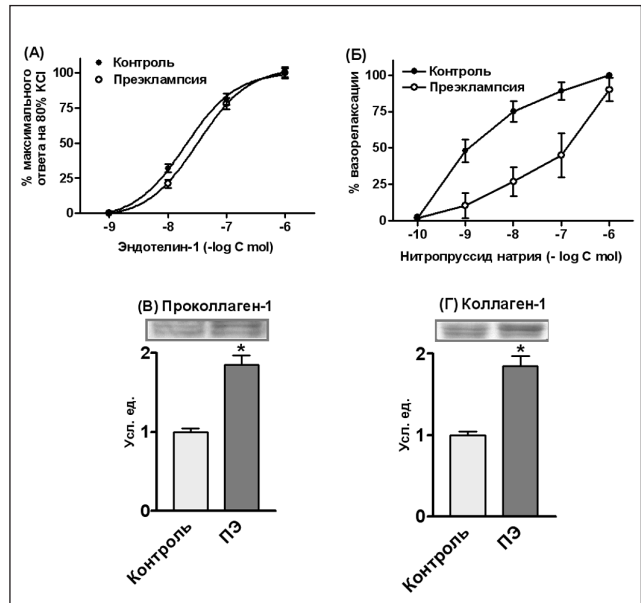 (А)
Контроль
Преэклампсия
% максимального
ответа на 80% KCl
100
75
50
25
0
-9 -8 -7 -6
Эндотелин-1 (-log C mol)
(Б)
Контроль
Преэклампсия
% вазорелаксации
100
75
50
25
0
-10 -9 -8 -7 -6
Нитропруссид натрия (- log C mol)
(В) Проколлаген-1
Усл. ед.
2
1
0
*
Контроль
ПЭ
(Г) Коллаген-1
Усл. ед.
2
1
0
*
Контроль
ПЭ